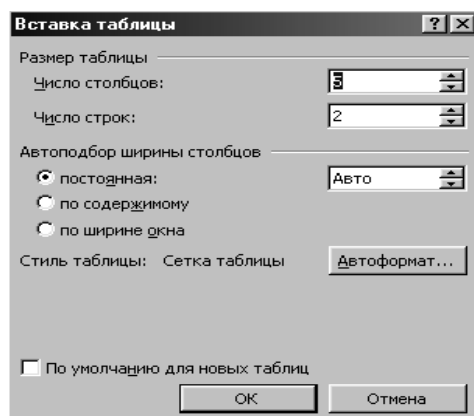 Вставка таблицы
Размер таблицы
Число столбцов: 5
Число строк: 2
Автоподбор ширины столбцов
постоянная: Авто
по содержимому
по ширине окна
Стиль таблицы: Сетка таблицы Автоформат...
По умолчанию для новых таблиц
ОК Отмена